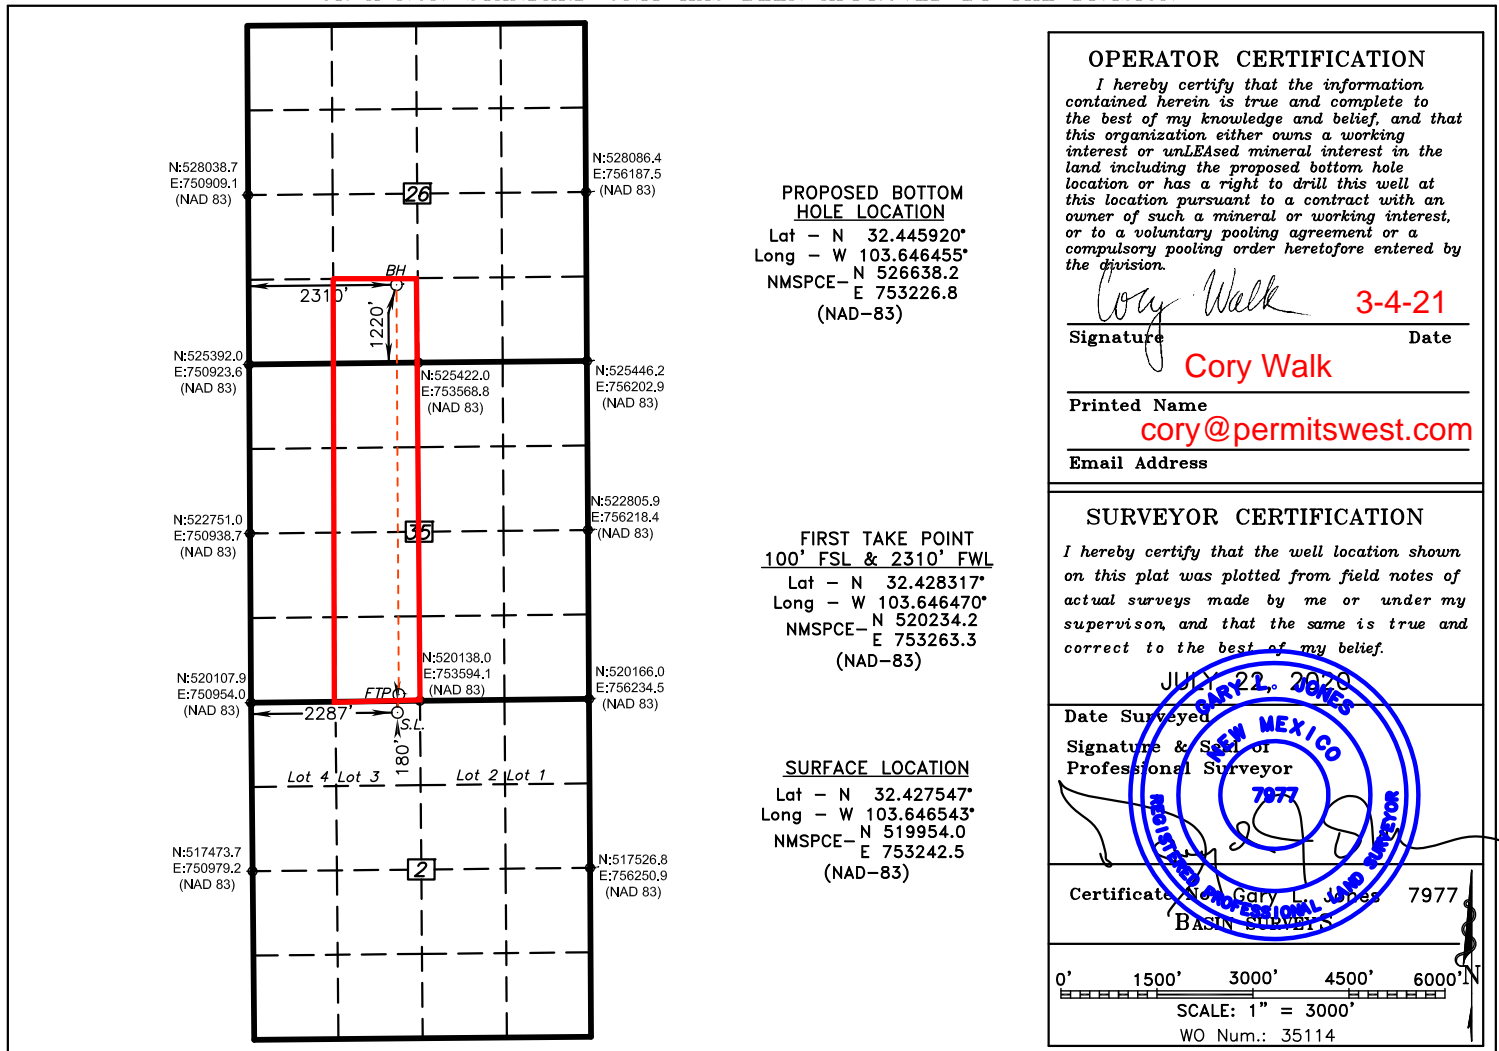 N:528038.7
E:750909.1
(NAD 83)
N:528086.4
E:756187.5
(NAD 83)
26
BH
2310'
1220'
N:525392.0
E:750923.6
(NAD 83)
N:525422.0
E:753568.8
(NAD 83)
N:525446.2
E:756202.9
(NAD 83)
N:522751.0
E:750938.7
(NAD 83)
35
N:522805.9
E:756218.4
(NAD 83)
N:520107.9
E:750954.0
(NAD 83)
N:520138.0
E:753594.1
(NAD 83)
N:520166.0
E:756234.5
(NAD 83)
FTP
2287'
S.L.
180'
Lot 4 Lot 3 Lot 2 Lot 1
N:517473.7
E:750979.2
(NAD 83)
2
N:517526.8
E:756250.9
(NAD 83)
PROPOSED BOTTOM
HOLE LOCATION
Lat - N 32.445920°
Long - W 103.646455°
NMSPCE- N 526638.2
E 753226.8
(NAD-83)
FIRST TAKE POINT
100' FSL & 2310' FWL
Lat - N 32.428317°
Long - W 103.646470°
NMSPCE- N 520234.2
E 753263.3
(NAD-83)
SURFACE LOCATION
Lat - N 32.427547°
Long - W 103.646543°
NMSPCE- N 519954.0
E 753242.5
(NAD-83)
OPERATOR CERTIFICATION
I hereby certify that the information
contained herein is true and complete to
the best of my knowledge and belief, and that
this organization either owns a working
interest or unLEAsed mineral interest in the
land including the proposed bottom hole
location or has a right to drill this well at
this location pursuant to a contract with an
owner of such a mineral or working interest,
or to a voluntary pooling agreement or a
compulsory pooling order heretofore entered by
the division.
Cory Walk 3-4-21
Signature Date
Cory Walk
Printed Name
cory@permitswest.com
Email Address
SURVEYOR CERTIFICATION
I hereby certify that the well location shown
on this plat was plotted from field notes of
actual surveys made by me or under my
supervison, and that the same is true and
correct to the best of my belief.
JULY 22, 2020
Date Surveyed
Signature & Seal of
Professional Surveyor
GARY L. JONES
NEW MEXICO
7977
REGISTERED PROFESSIONAL LAND SURVEYOR
Certificate No. Gary L. Jones 7977
BASIN SURVEYS
N
0' 1500' 3000' 4500' 6000'
SCALE: 1" = 3000'
WO Num.: 35114